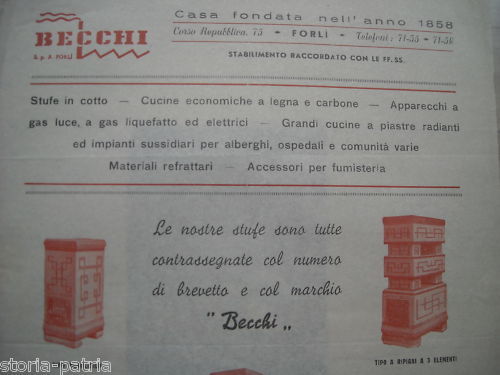 BECCHI
S. p. A. FORLÌ
Casa fondata nell'anno 1858
Corso Repubblica, 75 - FORLÌ - Telefoni: 71-55 - 71-56
STABILIMENTO RACCORDATO CON LE FF. SS.
Stufe in cotto — Cucine economiche a legna e carbone — Apparecchi a
gas luce, a gas liquefatto ed elettrici — Grandi cucine a piastre radianti
ed impianti sussidiari per alberghi, ospedali e comunità varie
Materiali refrattari — Accessori per fumisteria
Le nostre stufe sono tutte
contrassegnate col numero
di brevetto e col marchio
"Becchi„
TIPO A RIPIANI A 3 ELEMENTI
storia-patria